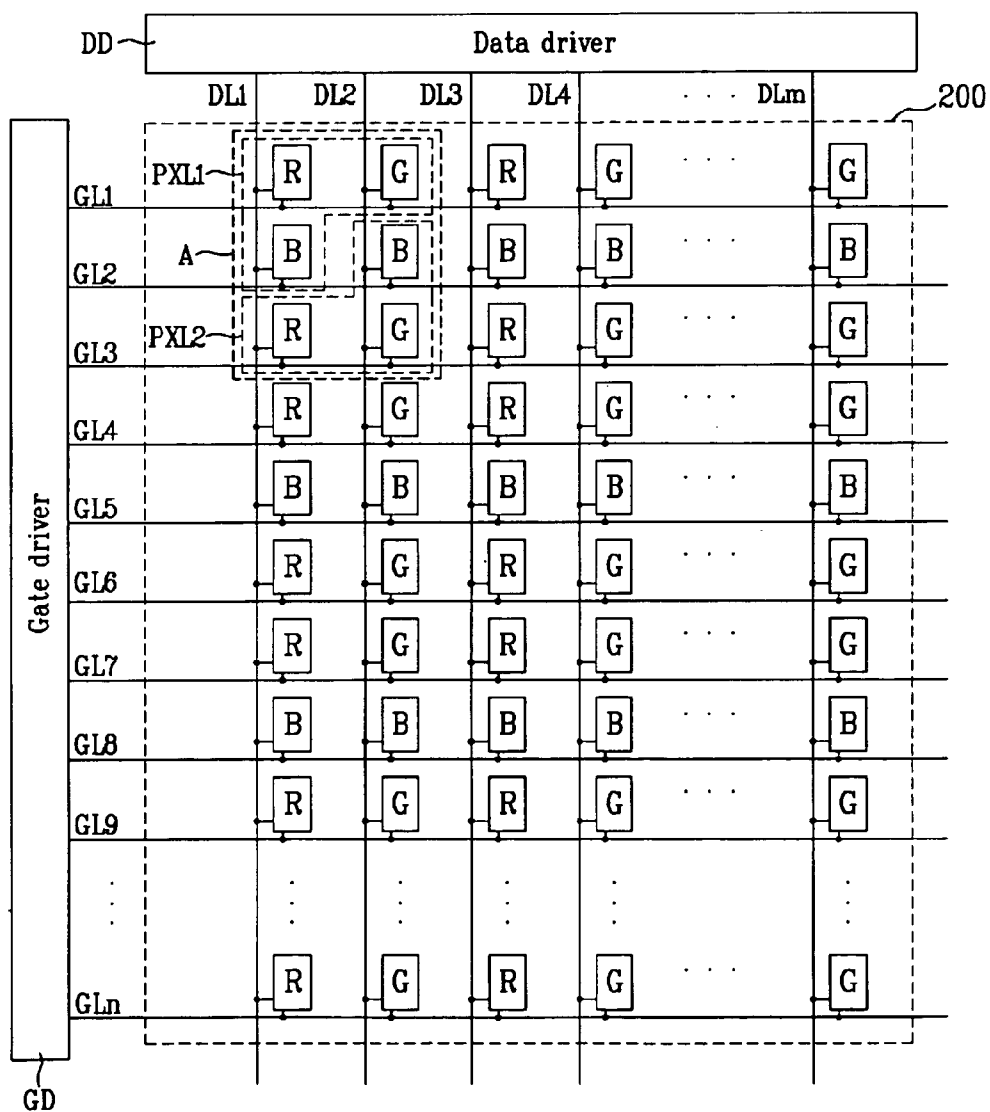 DD Data driver
DL1 DL2 DL3 DL4 . . . DLm
200
PXL1 R G R G . . . G
GL1
A B B B B . . . B
GL2
PXL2 R G R G . . . G
GL3
R G R G . . . G
GL4
B B B B . . . B
GL5
R G R G . . . G
GL6
R G R G . . . G
GL7
B B B B . . . B
GL8
R G R G . . . G
GL9
R G R G . . . G
GLn
Gate driver
GD